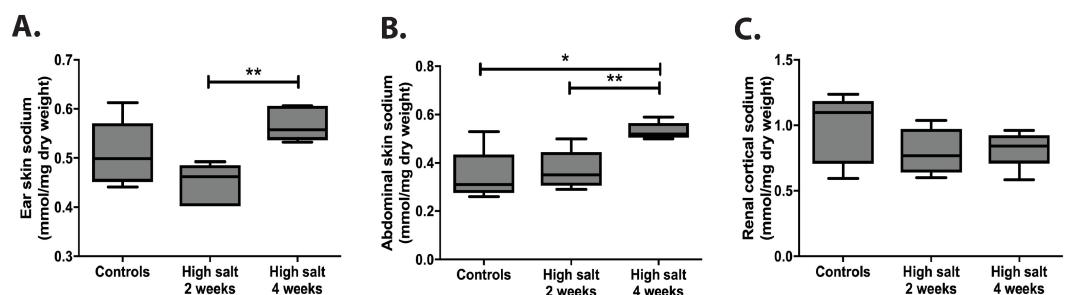 A.
Ear skin sodium
(mmol/mg dry weight)
0.7
0.6
0.5
0.4
0.3
**
Controls
High salt
2 weeks
High salt
4 weeks
B.
Abdominal skin sodium
(mmol/mg dry weight)
0.8
0.6
0.4
0.2
0.0
*
**
Controls
High salt
2 weeks
High salt
4 weeks
C.
Renal cortical sodium
(mmol/mg dry weight)
1.5
1.0
0.5
0.0
Controls
High salt
2 weeks
High salt
4 weeks